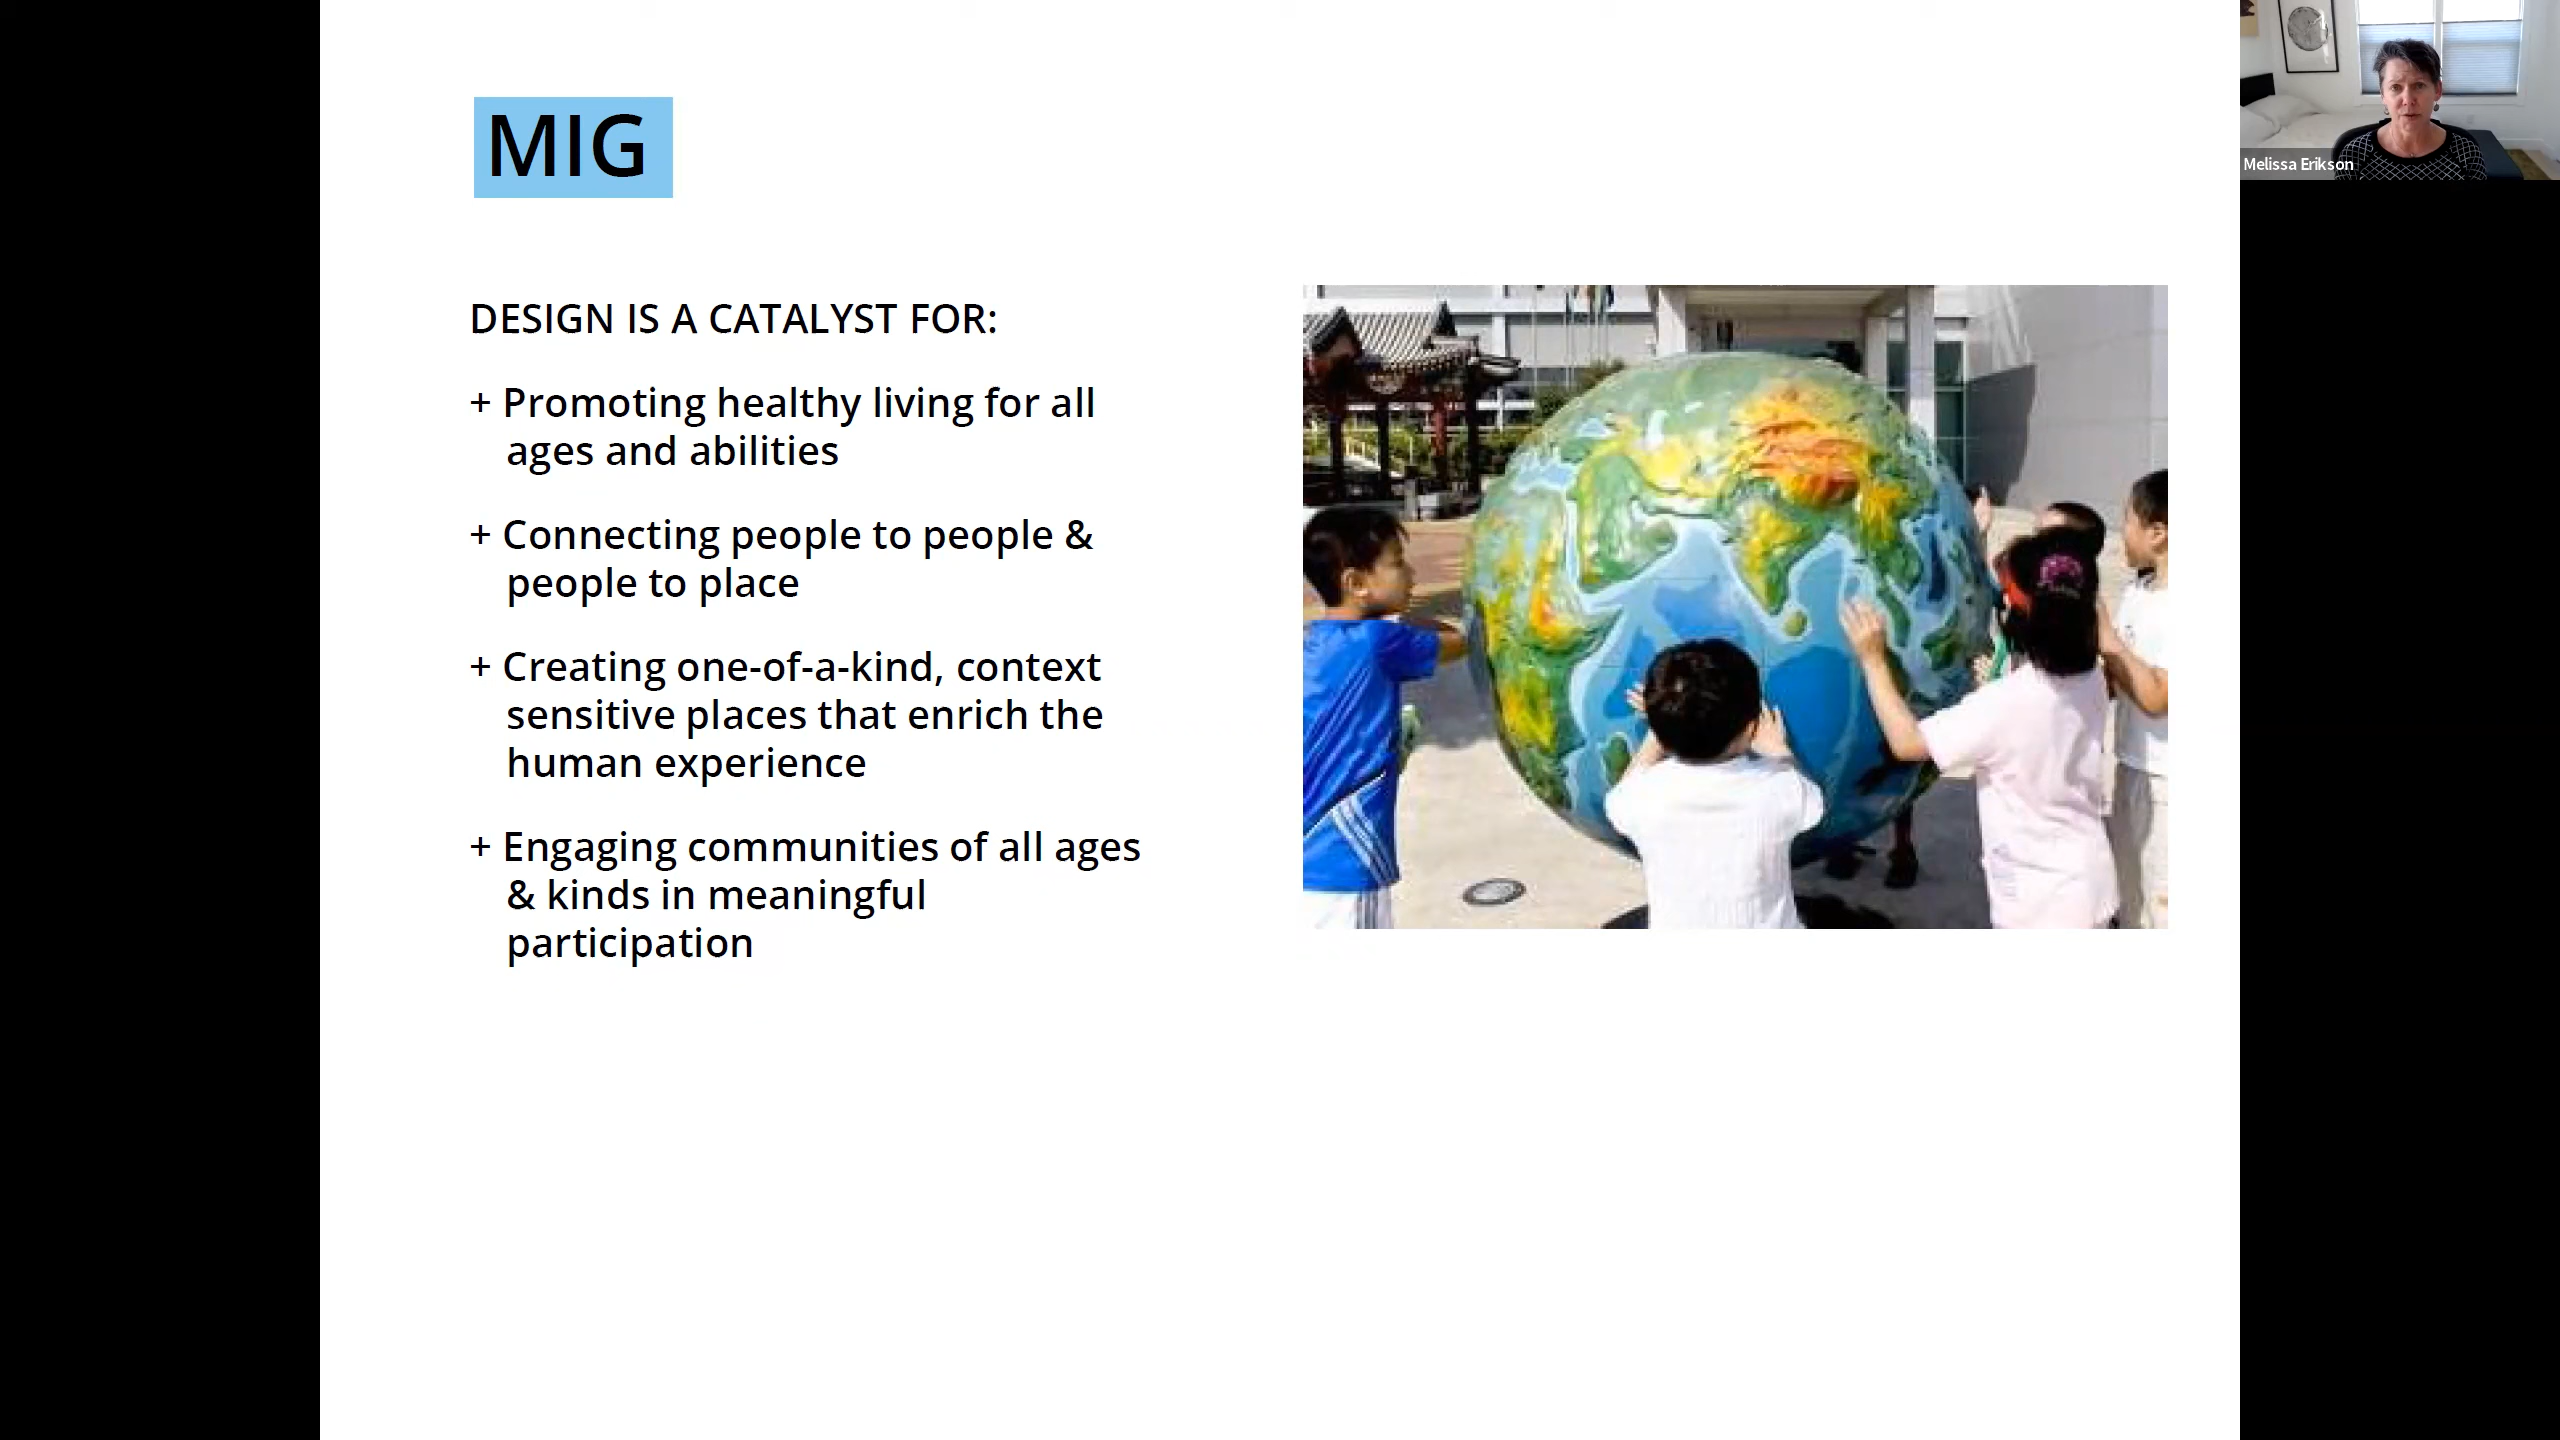 MIG
DESIGN IS A CATALYST FOR:
+ Promoting healthy living for all
ages and abilities
+ Connecting people to people &
people to place
+ Creating one-of-a-kind, context
sensitive places that enrich the
human experience
+ Engaging communities of all ages
& kinds in meaningful
participation
Melissa Erikson